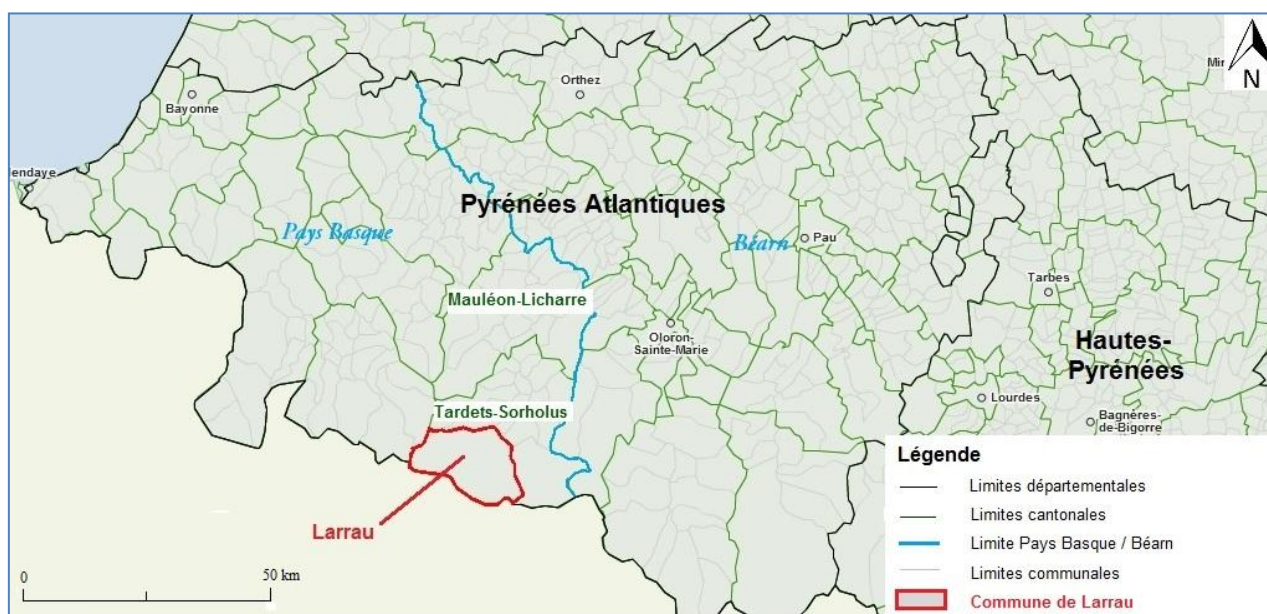 N
Mir
Orthez
Bayonne
endaye
Pyrénées Atlantiques
Pays Basque
Béarn
Pau
Tarbes
Mauléon-Licharre
Oloron-
Sainte-Marie
Hautes-
Pyrénées
Lourdes
Bagnères-
de-Bigorre
Tardets-Sorholus
Larrau
0
50 km
Légende
Limites départementales
Limites cantonales
Limite Pays Basque / Béarn
Limites communales
Commune de Larrau